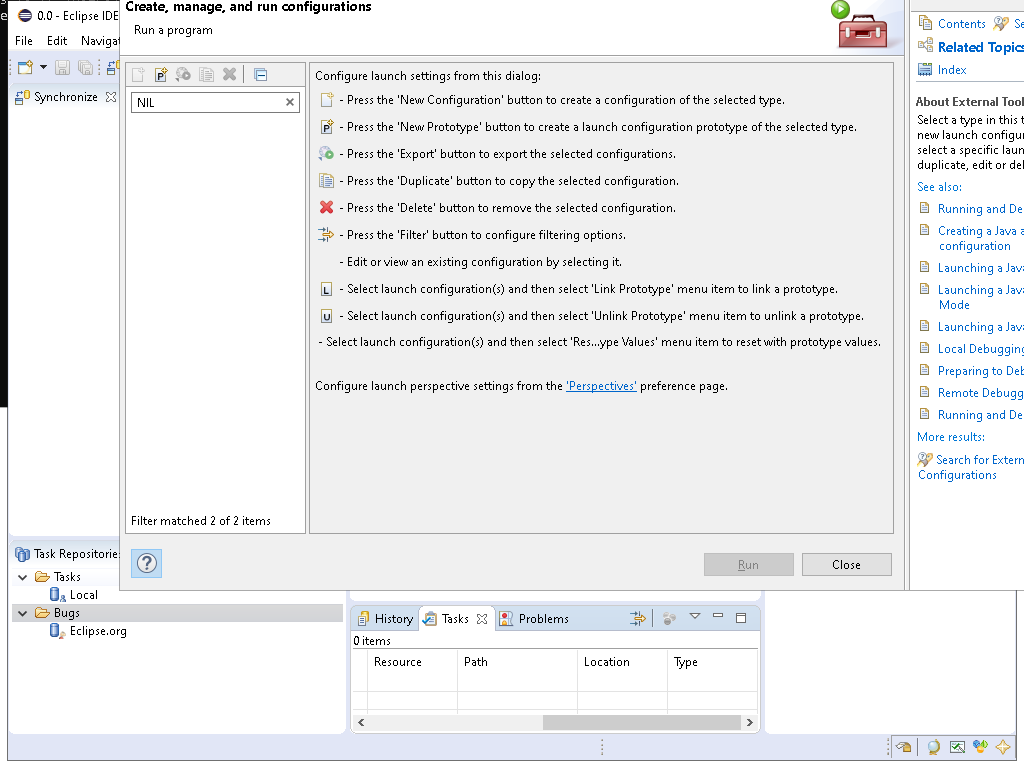 0.0 - Eclipse IDE
File Edit
Synchronize
Create, manage, and run configurations
Run a program
NIL
Filter matched 2 of 2 items
Configure launch settings from this dialog:
- Press the 'New Configuration' button to create a configuration of the selected type.
- Press the 'New Prototype' button to create a launch configuration prototype of the selected type.
- Press the 'Export' button to export the selected configurations.
- Press the 'Duplicate' button to copy the selected configuration.
- Press the 'Delete' button to remove the selected configuration.
- Press the 'Filter' button to configure filtering options.
- Edit or view an existing configuration by selecting it.
L - Select launch configuration(s) and then select 'Link Prototype' menu item to link a prototype.
U - Select launch configuration(s) and then select 'Unlink Prototype' menu item to unlink a prototype.
- Select launch configuration(s) and then select 'Res...ype Values' menu item to reset with prototype values.
Configure launch perspective settings from the 'Perspectives' preference page.
Run Close
Contents
Related Topics
Index
About External Tool
Select a type in this t
new launch configu
select a specific laun
duplicate, edit or del
See also:
Running and De
Creating a Java a
configuration
Launching a Jav
Launching a Java
Mode
Launching a Jav
Local Debugging
Preparing to Deb
Remote Debugg
Running and De
More results:
Search for Extern
Configurations
Task Repositorie
Tasks
Local
Bugs
Eclipse.org
History Tasks Problems
0 items
Resource Path Location Type